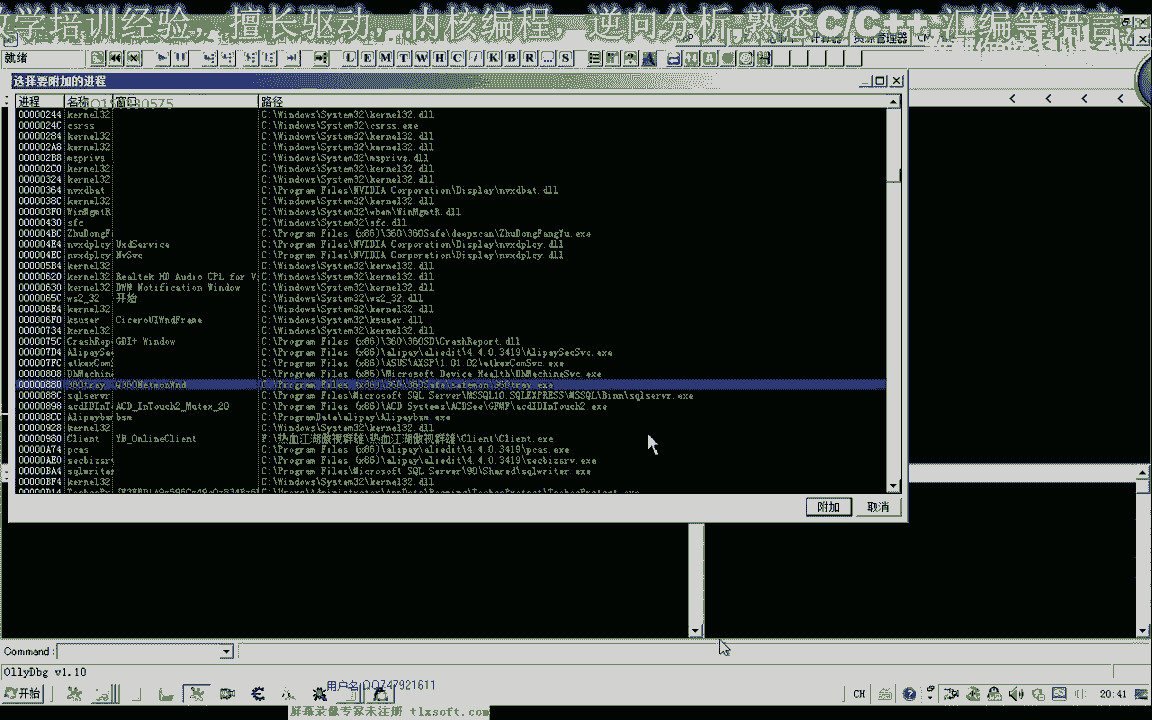 学培训经验，擅长驱动，内核编程，逆向分析,熟悉C/C++,汇编等语言
就绪
L E M T W H C / K B R ... S
选择要附加的进程
进程 名称 窗口 路径
00000244 kernel32 C:\Windows\System32\kernel32.dll
0000024C csrss C:\Windows\System32\csrss.exe
00000284 kernel32 C:\Windows\System32\kernel32.dll
000002A8 kernel32 C:\Windows\System32\kernel32.dll
000002B8 msprivs C:\Windows\System32\msprivs.dll
000002C0 kernel32 C:\Windows\System32\kernel32.dll
00000324 kernel32 C:\Windows\System32\kernel32.dll
00000364 nvxdbat C:\Program Files\NVIDIA Corporation\Display\nvxdbat.dll
0000038C kernel32 C:\Windows\System32\kernel32.dll
000003F0 WinMgmtR C:\Windows\System32\wbem\WinMgmtR.dll
00000430 sfc C:\Windows\System32\sfc.dll
000004BC ZhuDongF C:\Program Files (x86)\360\360Safe\deepscan\ZhuDongFangYu.exe
000004E4 nvxdplcy UxdService C:\Program Files\NVIDIA Corporation\Display\nvxdplcy.dll
000004EC nvxdplcy NvSvc C:\Program Files\NVIDIA Corporation\Display\nvxdplcy.dll
000005B4 kernel32 C:\Windows\System32\kernel32.dll
00000620 kernel32 Realtek HD Audio CPL for V C:\Windows\System32\kernel32.dll
00000630 kernel32 DWM Notification Window C:\Windows\System32\kernel32.dll
0000065C ws2_32 开始 C:\Windows\System32\ws2_32.dll
000006E4 kernel32 C:\Windows\System32\kernel32.dll
000006F0 ksuser CiceroUIWndFrame C:\Windows\System32\ksuser.dll
00000734 kernel32 C:\Windows\System32\kernel32.dll
0000075C CrashRep GDI+ Window C:\Program Files (x86)\360\360SD\CrashReport.dll
000007D4 AlipaySe C:\Program Files (x86)\alipay\aliedit\4.4.0.3419\AlipaySecSvc.exe
000007FC atkexCom C:\Program Files (x86)\ASUS\AXSP\1.01.02\atkexComSvc.exe
00000808 DhMachin C:\Program Files (x86)\Microsoft Device Health\DhMachineSvc.exe
00000880 360tray Q360NetmonWnd C:\Program Files (x86)\360\360Safe\safemon\360tray.exe
0000088C sqlservr C:\Program Files\Microsoft SQL Server\MSSQL10.SQLEXPRESS\MSSQL\Binn\sqlservr.exe
00000898 acdIDInT ACD_InTouch2_Mutex_20 C:\Program Files (x86)\ACD Systems\ACDSee\GFWF\acdIDInTouch2.exe
000008CC Alipaybs bsm C:\ProgramData\alipay\Alipaybsm.exe
00000928 kernel32 C:\Windows\System32\kernel32.dll
00000980 Client YB_OnlineClient F:\热血江湖傲视群雄\热血江湖傲视群雄\Client\Client.exe
00000A74 pcas C:\Program Files (x86)\alipay\aliedit\4.4.0.3419\pcas.exe
00000AE0 secbizsr C:\Program Files (x86)\alipay\aliedit\4.4.0.3419\secbizsrv.exe
00000BA4 sqlwrite C:\Program Files\Microsoft SQL Server\90\Shared\sqlwriter.exe
00000BF4 kernel32 C:\Windows\System32\kernel32.dll
附加 取消
Command:
OllyDbg v1.10
开始
用户名:QQ747921611
CH
20:41
屏幕录像专家未注册 tlxsoft.com